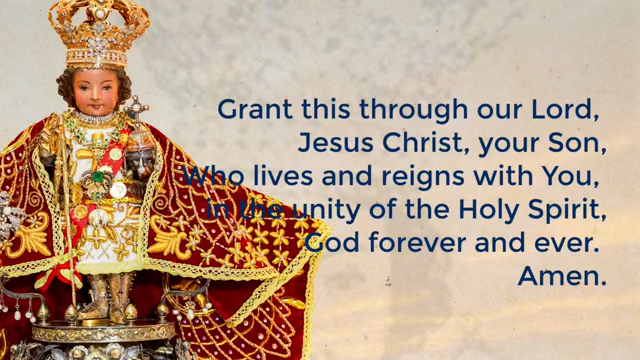 Grant this through our Lord,
Jesus Christ, your Son,
Who lives and reigns with You,
in the unity of the Holy Spirit,
God forever and ever.
Amen.